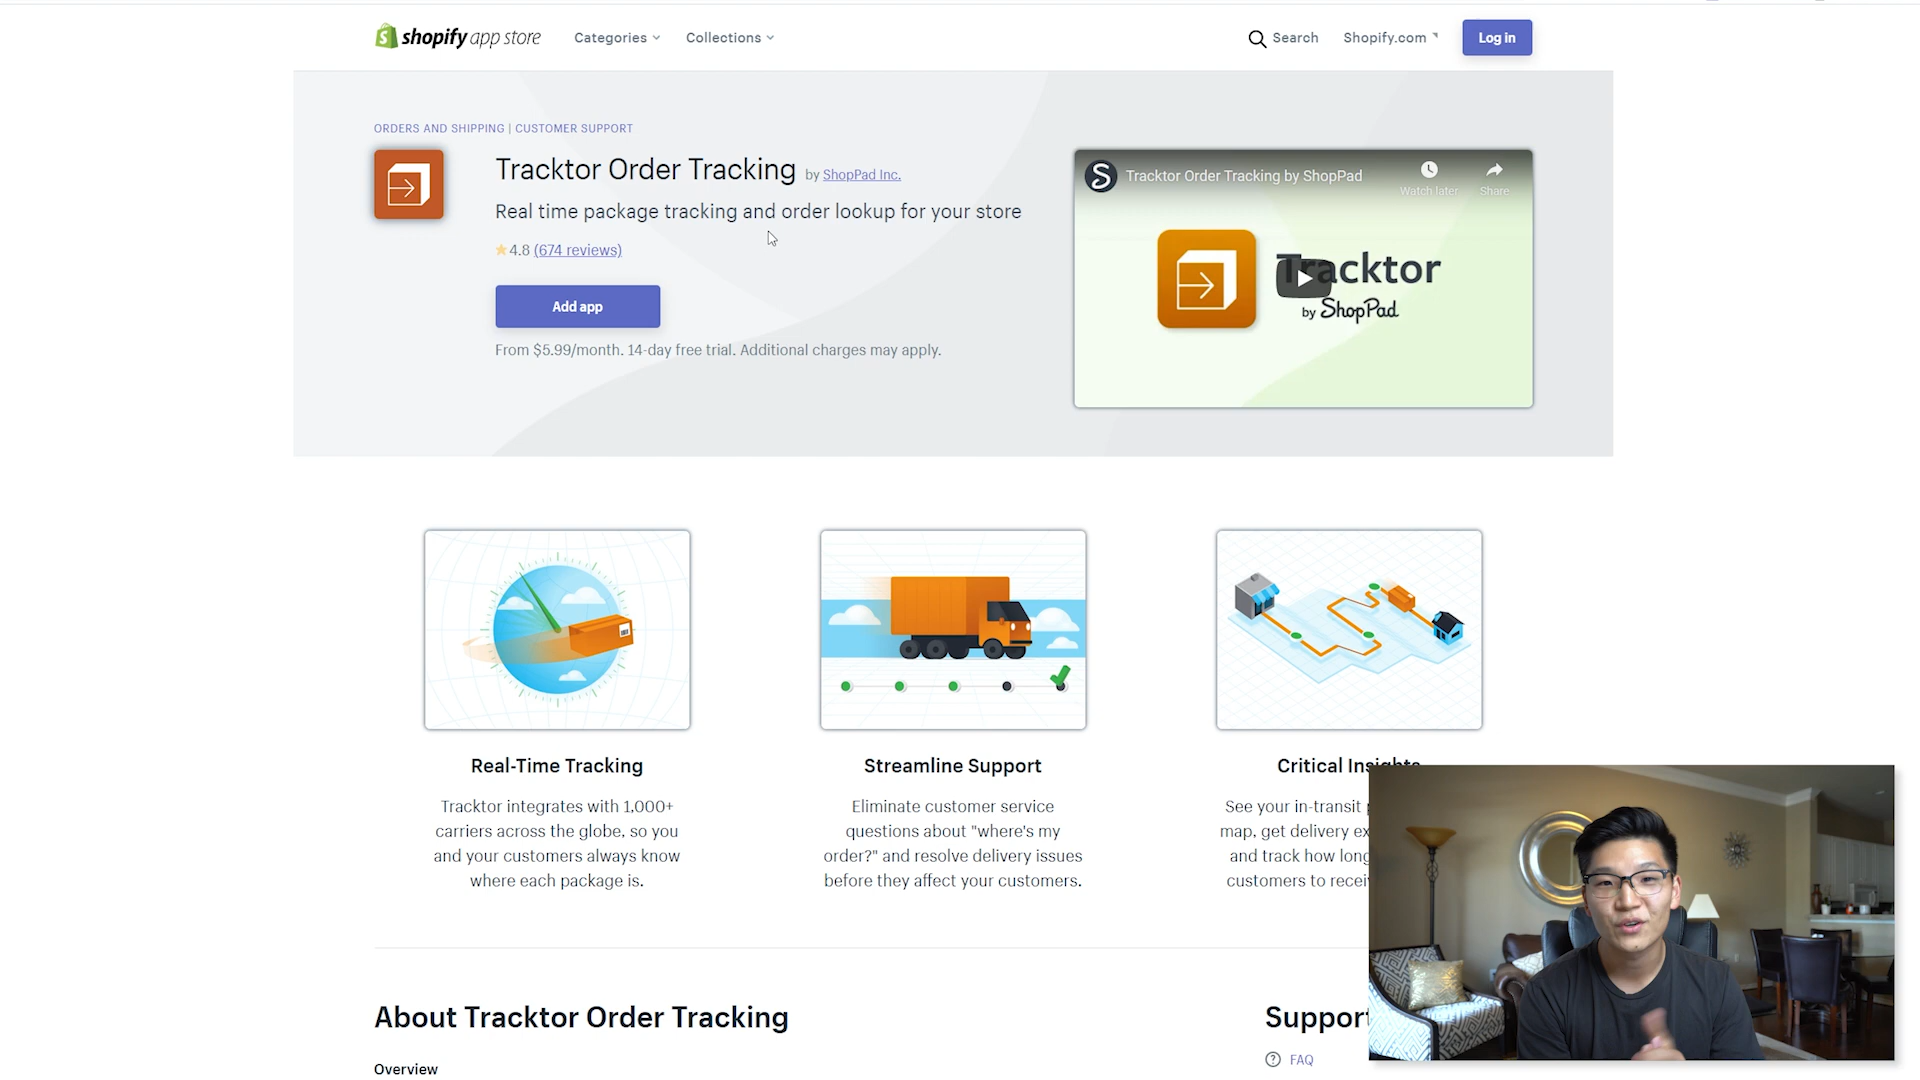 shopify app store
Categories
Collections
Search
Shopify.com
Log in
ORDERS AND SHIPPING | CUSTOMER SUPPORT
Tracktor Order Tracking by ShopPad Inc.
Real time package tracking and order lookup for your store
4.8 (674 reviews)
Add app
From $5.99/month. 14-day free trial. Additional charges may apply.
S
Tracktor Order Tracking by ShopPad
Watch later
Share
Tracktor
by ShopPad
Real-Time Tracking
Tracktor integrates with 1,000+
carriers across the globe, so you
and your customers always know
where each package is.
Streamline Support
Eliminate customer service
questions about "where's my
order?" and resolve delivery issues
before they affect your customers.
Critical Insights
See your in-transit
map, get delivery
and track how long
customers to
About Tracktor Order Tracking
Overview
Support
FAQ